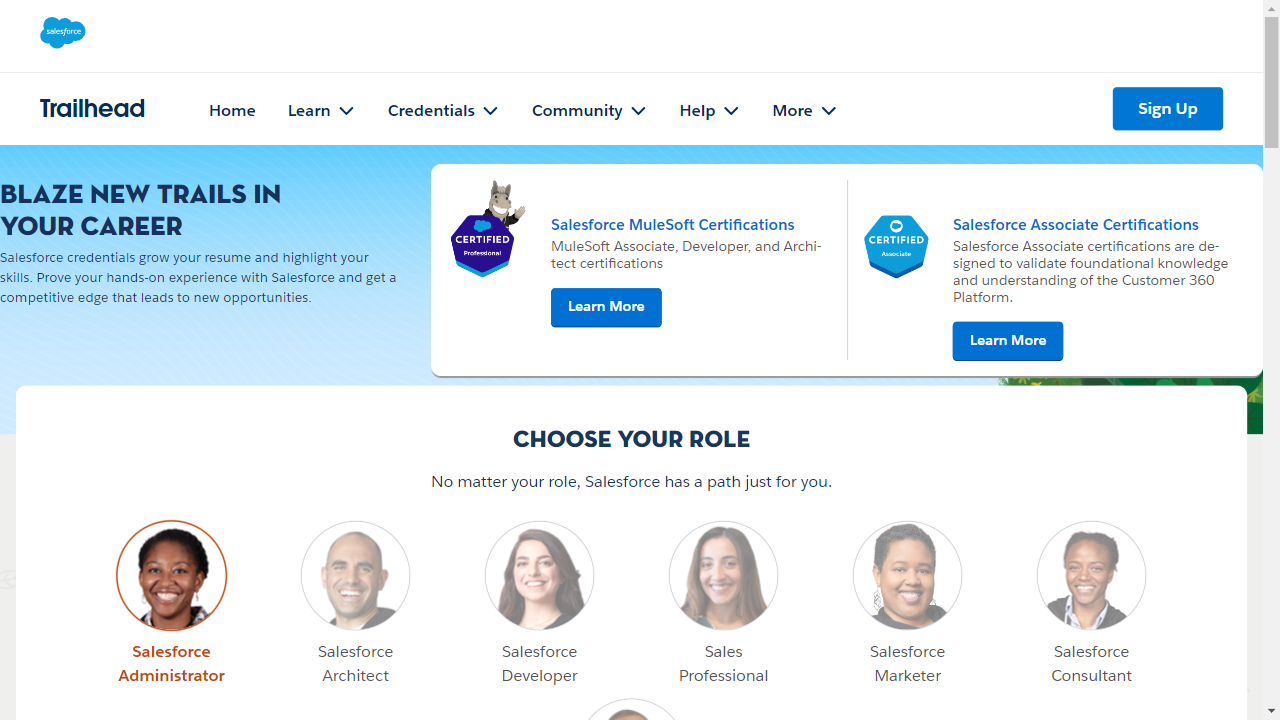 salesforce
Trailhead
Home
Learn
Credentials
Community
Help
More
Sign Up
BLAZE NEW TRAILS IN
YOUR CAREER
Salesforce credentials grow your resume and highlight your
skills. Prove your hands-on experience with Salesforce and get a
competitive edge that leads to new opportunities.
CERTIFIED
Professional
Salesforce MuleSoft Certifications
MuleSoft Associate, Developer, and Archi-
tect certifications
Learn More
CERTIFIED
Associate
Salesforce Associate Certifications
Salesforce Associate certifications are de-
signed to validate foundational knowledge
and understanding of the Customer 360
Platform.
Learn More
CHOOSE YOUR ROLE
No matter your role, Salesforce has a path just for you.
Salesforce
Administrator
Salesforce
Architect
Salesforce
Developer
Sales
Professional
Salesforce
Marketer
Salesforce
Consultant